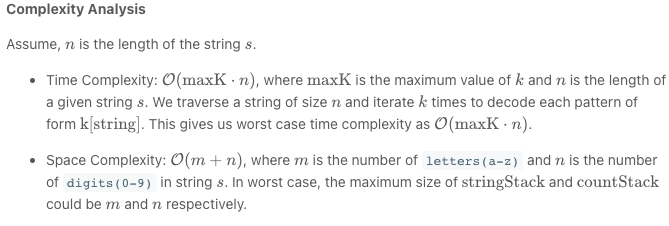 Complexity Analysis
Assume, n is the length of the string s.
• Time Complexity: O(maxK · n), where maxK is the maximum value of k and n is the length of
a given string s. We traverse a string of size n and iterate k times to decode each pattern of
form k[string]. This gives us worst case time complexity as O(maxK · n).
• Space Complexity: O(m + n), where m is the number of letters(a-z) and n is the number
of digits(0-9) in string s. In worst case, the maximum size of stringStack and countStack
could be m and n respectively.